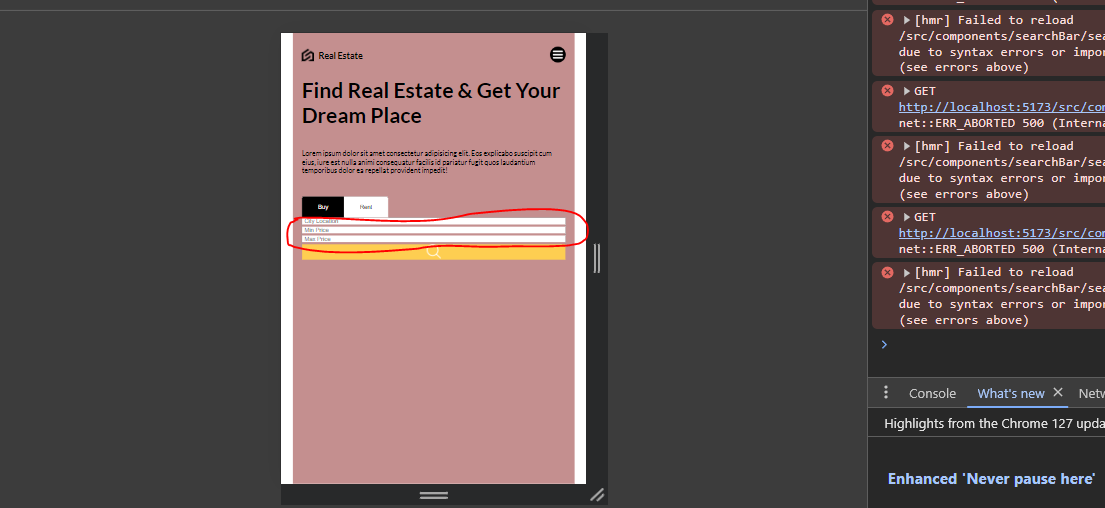 Real Estate
Find Real Estate & Get Your
Dream Place
Lorem ipsum dolor sit amet consectetur adipisicing elit. Eos explicabo suscipit cum
eius, iure est nulla animi consequatur facilis id pariatur fugit quos laudantium
temporibus dolor ea repellat provident impedit!
Buy
Rent
City Location
Min Price
Max Price
[hmr] Failed to reload
/src/components/searchBar/sea
due to syntax errors or impor
(see errors above)
GET
http://localhost:5173/src/com
net::ERR_ABORTED 500 (Interna
[hmr] Failed to reload
/src/components/searchBar/sea
due to syntax errors or impor
(see errors above)
GET
http://localhost:5173/src/com
net::ERR_ABORTED 500 (Interna
[hmr] Failed to reload
/src/components/searchBar/sea
due to syntax errors or impor
(see errors above)
Console
What's new
Netw
Highlights from the Chrome 127 upda
Enhanced 'Never pause here'